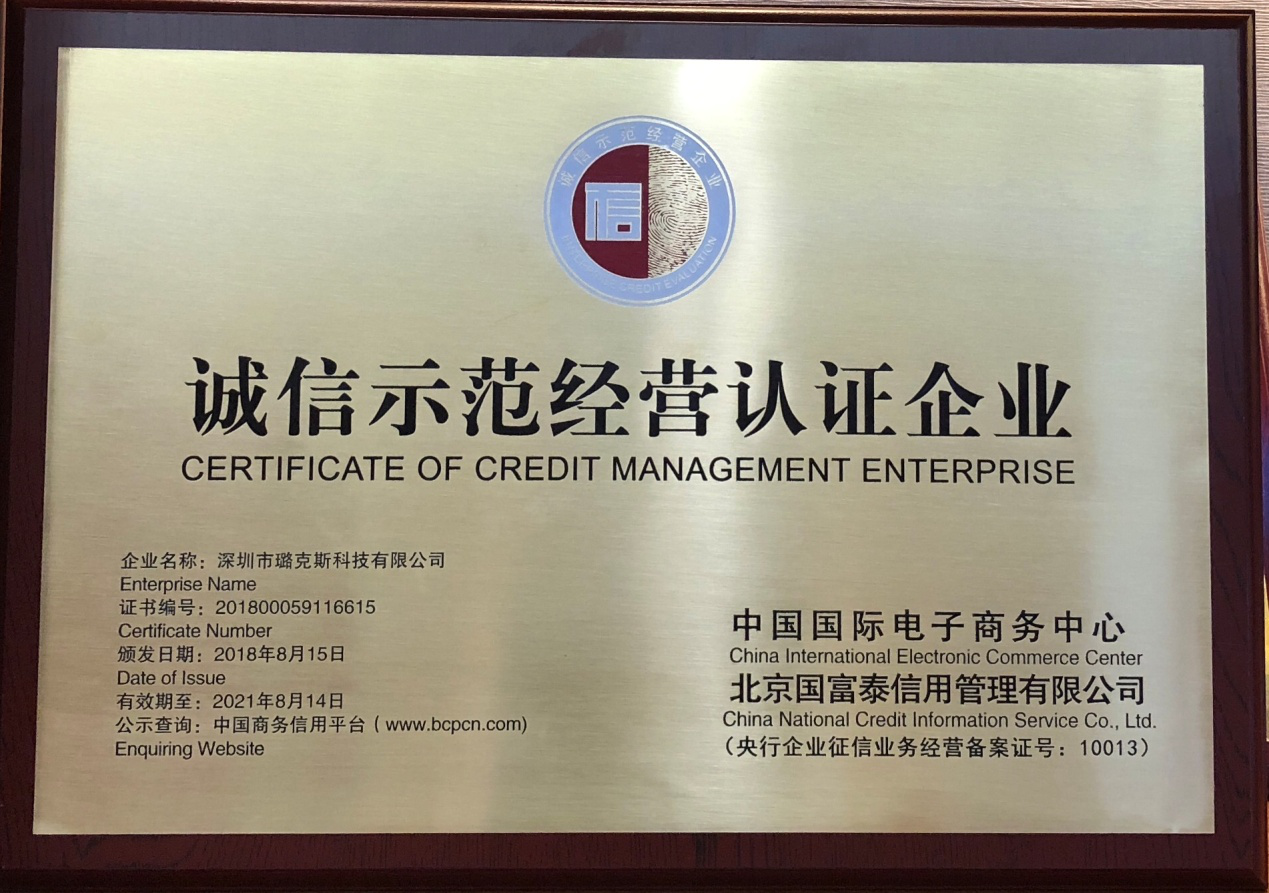 诚信示范经营企业
信
ENTERPRISE CREDIT EVALUATION
诚信示范经营认证企业
CERTIFICATE OF CREDIT MANAGEMENT ENTERPRISE
企业名称：深圳市璐克斯科技有限公司
Enterprise Name
证书编号：201800059116615
Certificate Number
颁发日期：2018年8月15日
Date of Issue
有效期至：2021年8月14日
公示查询：中国商务信用平台（www.bcpcn.com)
Enquiring Website
中国国际电子商务中心
China International Electronic Commerce Center
北京国富泰信用管理有限公司
China National Credit Information Service Co., Ltd.
（央行企业征信业务经营备案证号：10013）